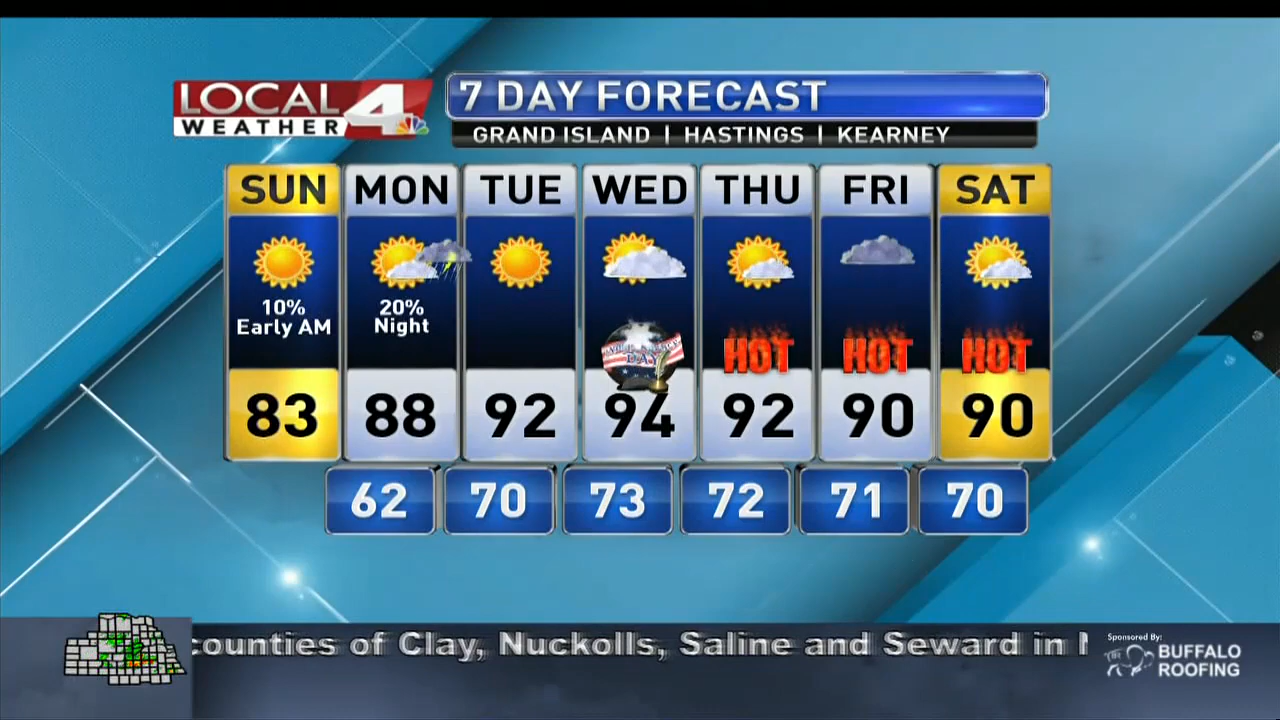 LOCAL 4
WEATHER
7 DAY FORECAST
GRAND ISLAND | HASTINGS | KEARNEY
SUN MON TUE WED THU FRI SAT
10%
Early AM
20%
Night
DAY
HOT HOT HOT
83 88 92 94 92 90 90
62 70 73 72 71 70
counties of Clay, Nuckolls, Saline and Seward in
Sponsored By:
BUFFALO
ROOFING